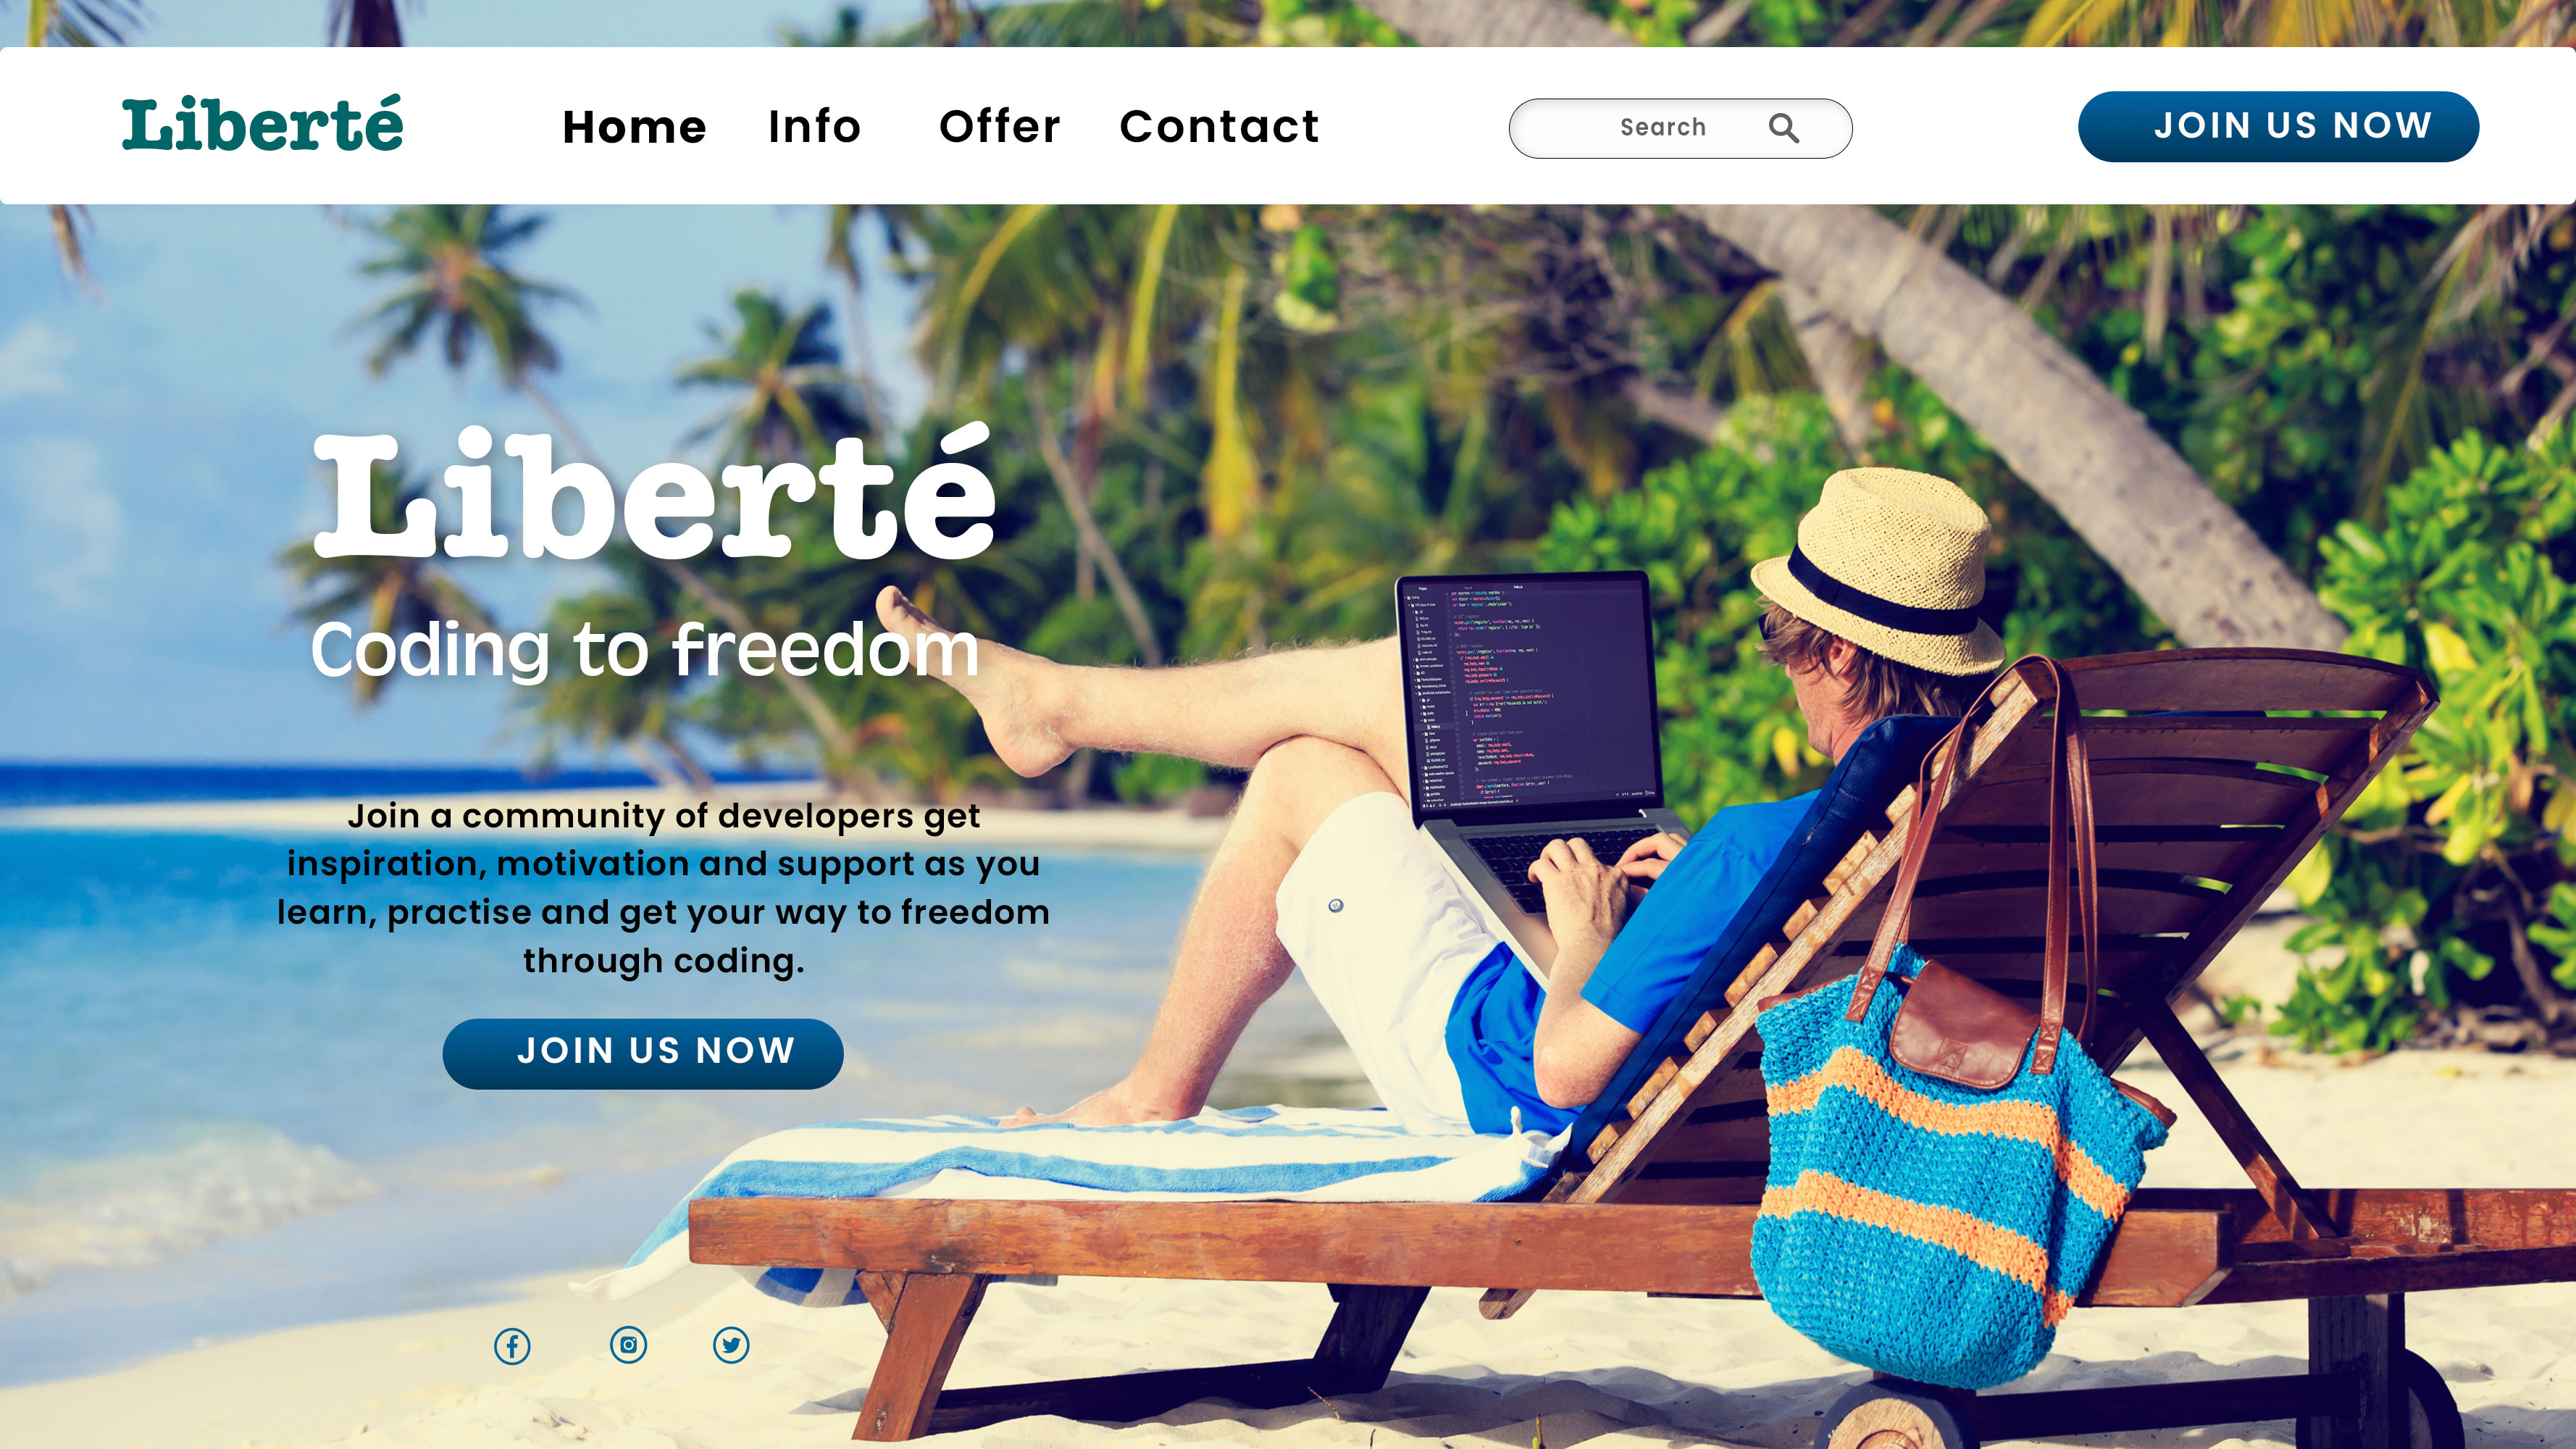 Liberté
Home Info Offer Contact
Search
JOIN US NOW
Liberté
Coding to freedom
Join a community of developers get
inspiration, motivation and support as you
learn, practise and get your way to freedom
through coding.
JOIN US NOW